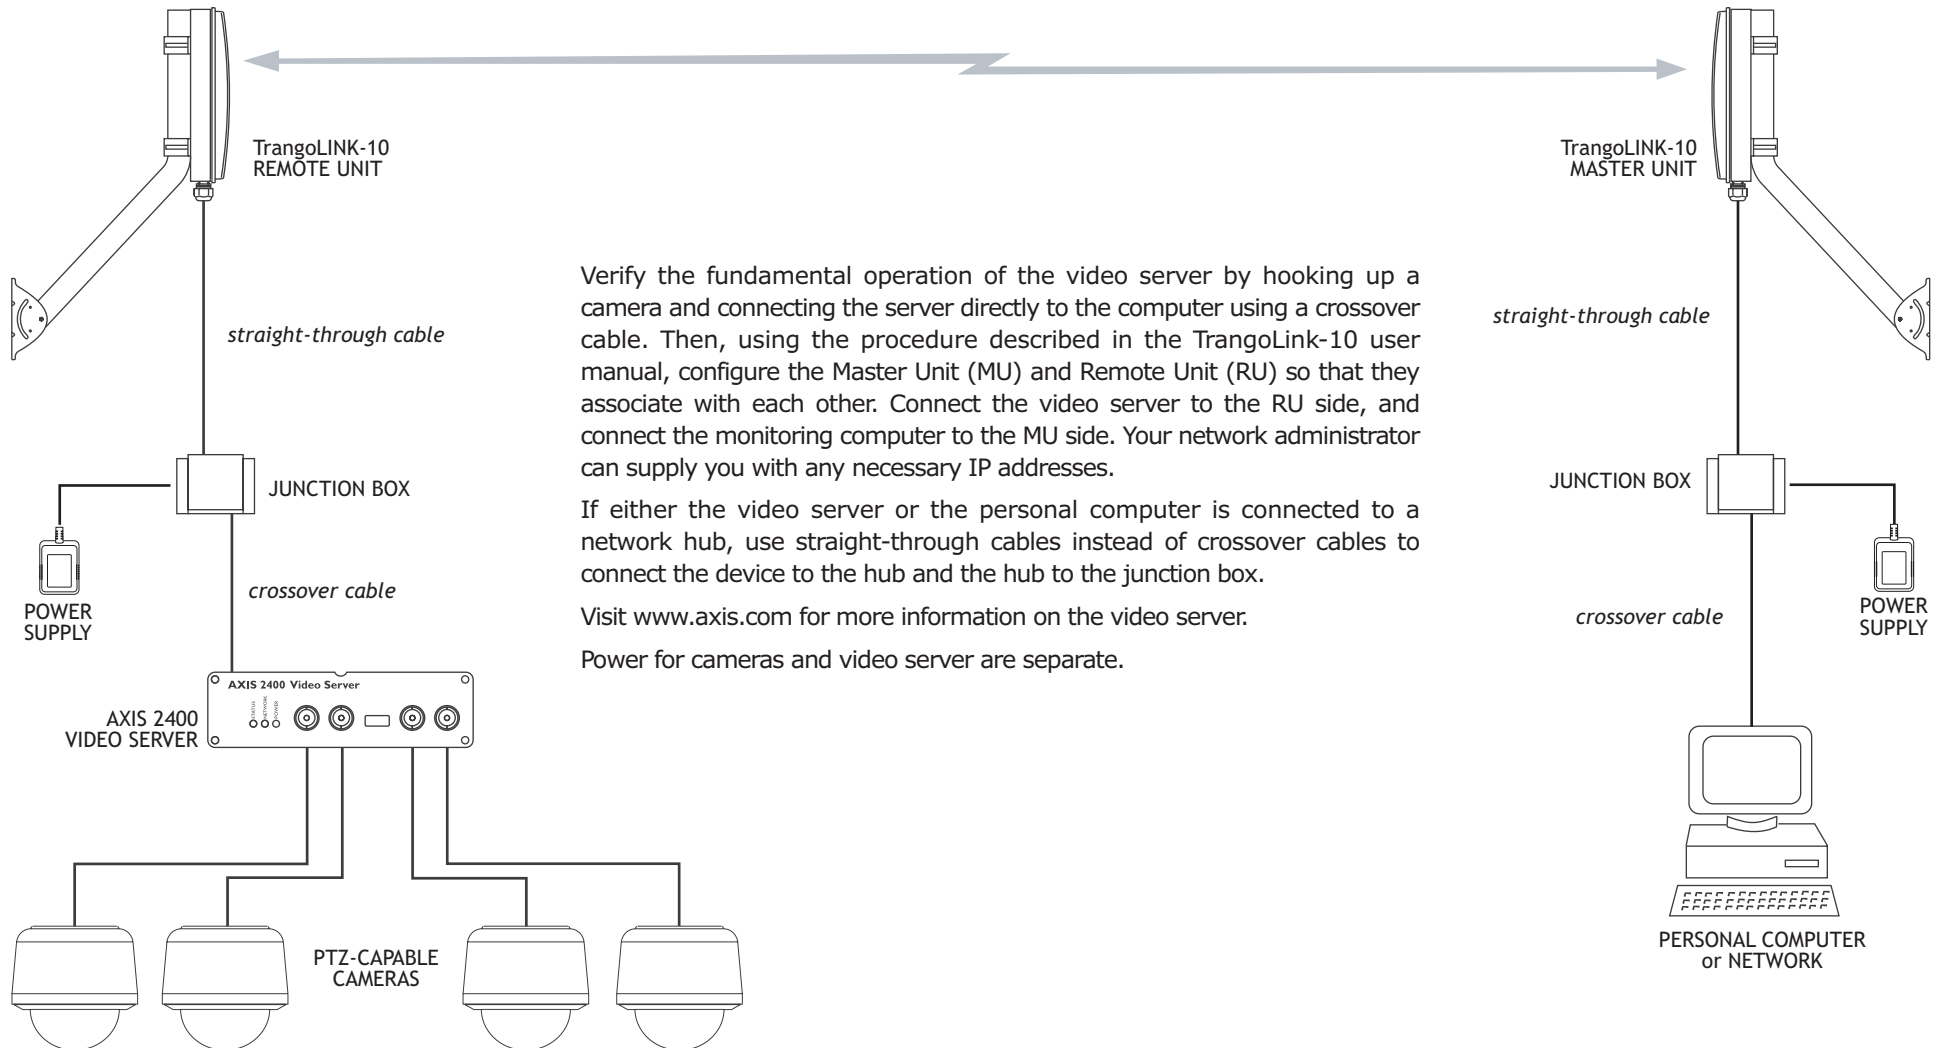 TrangoLINK-10
REMOTE UNIT
TrangoLINK-10
MASTER UNIT
straight-through cable
straight-through cable
Verify the fundamental operation of the video server by hooking up a
camera and connecting the server directly to the computer using a crossover
cable. Then, using the procedure described in the TrangoLink-10 user
manual, configure the Master Unit (MU) and Remote Unit (RU) so that they
associate with each other. Connect the video server to the RU side, and
connect the monitoring computer to the MU side. Your network administrator
can supply you with any necessary IP addresses.
If either the video server or the personal computer is connected to a
network hub, use straight-through cables instead of crossover cables to
connect the device to the hub and the hub to the junction box.
Visit www.axis.com for more information on the video server.
Power for cameras and video server are separate.
JUNCTION BOX
JUNCTION BOX
crossover cable
crossover cable
POWER
SUPPLY
POWER
SUPPLY
AXIS 2400 Video Server
STATUS
NETWORK
POWER
AXIS 2400
VIDEO SERVER
PTZ-CAPABLE
CAMERAS
PERSONAL COMPUTER
or NETWORK